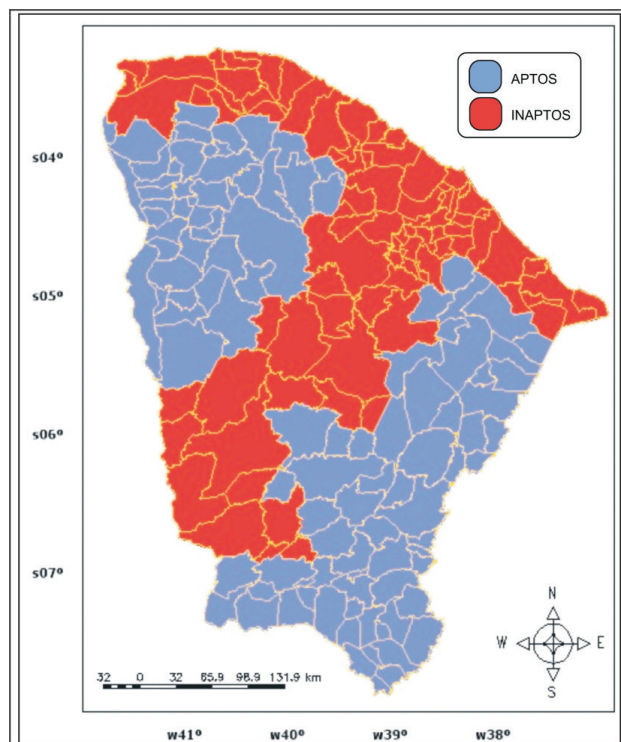 APTOS
INAPTOS
s04º
s05º
s06º
s07º
N
W E
S
32 0 32 65.9 98.9 131.9 km
w41º w40º w39º w38º